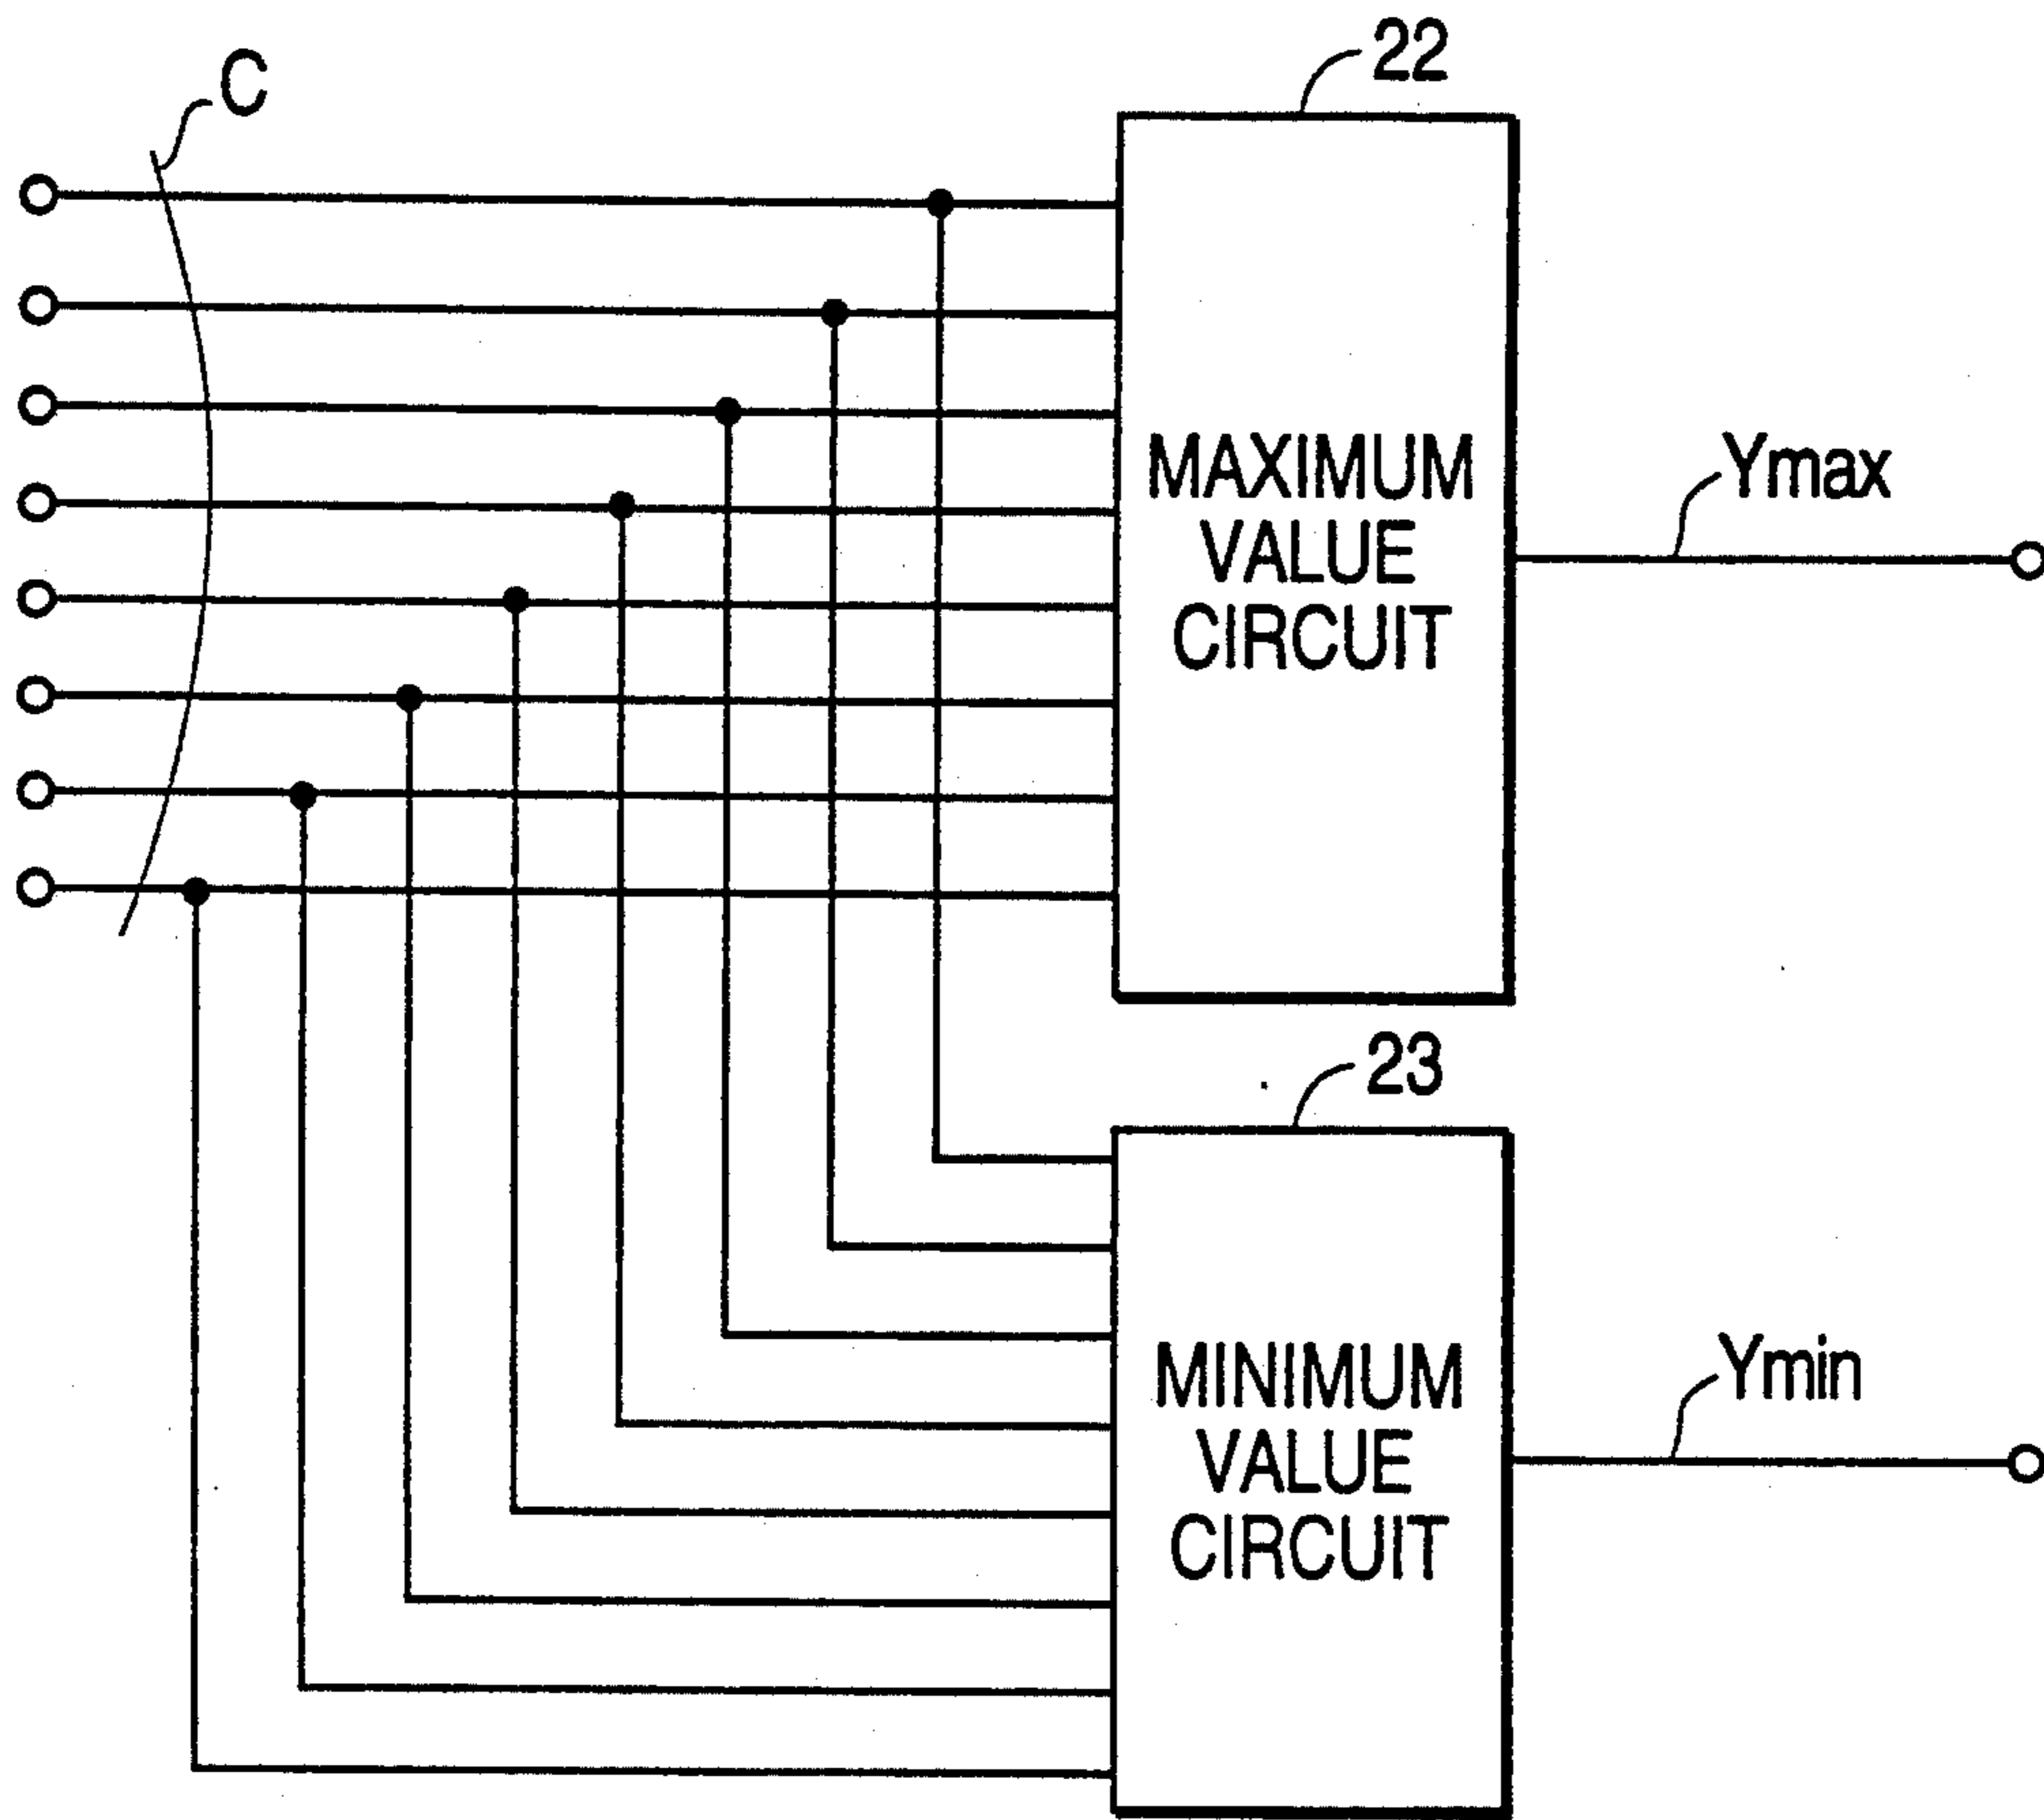 C
22
MAXIMUM
VALUE
CIRCUIT
Ymax
23
MINIMUM
VALUE
CIRCUIT
Ymin